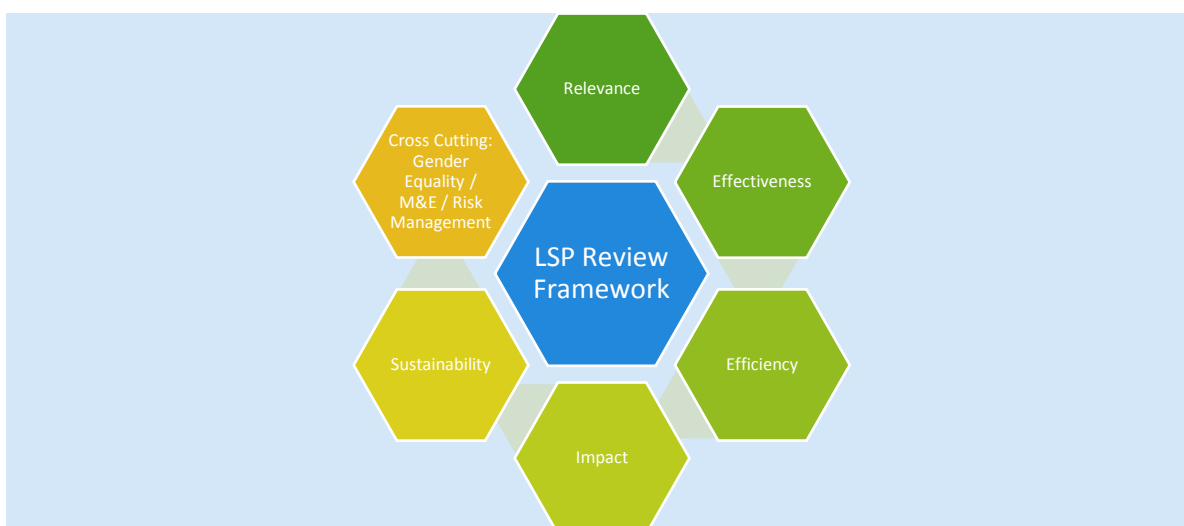 Relevance
Effectiveness
Efficiency
Impact
Sustainability
Cross Cutting:
Gender
Equality /
M&E / Risk
Management
LSP Review
Framework